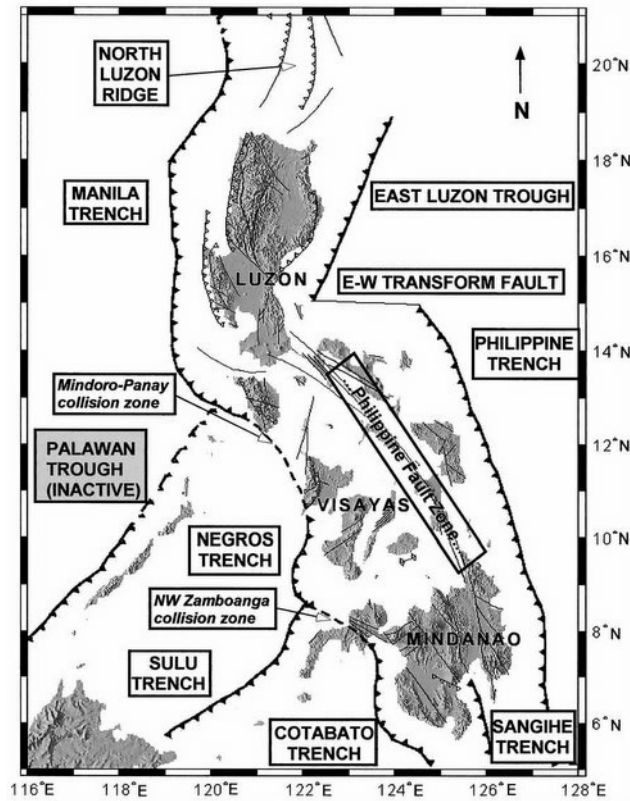 NORTH
LUZON
RIDGE
N
20°N
18°N
MANILA
TRENCH
EAST LUZON TROUGH
16°N
LUZON
E-W TRANSFORM FAULT
PHILIPPINE
TRENCH
14°N
Mindoro-Panay
collision zone
....Philippine Fault Zone....
PALAWAN
TROUGH
(INACTIVE)
12°N
VISAYAS
NEGROS
TRENCH
10°N
NW Zamboanga
collision zone
MINDANAO
8°N
SULU
TRENCH
COTABATO
TRENCH
SANGIHE
TRENCH
6°N
116°E
118°E
120°E
122°E
124°E
126°E
128°E